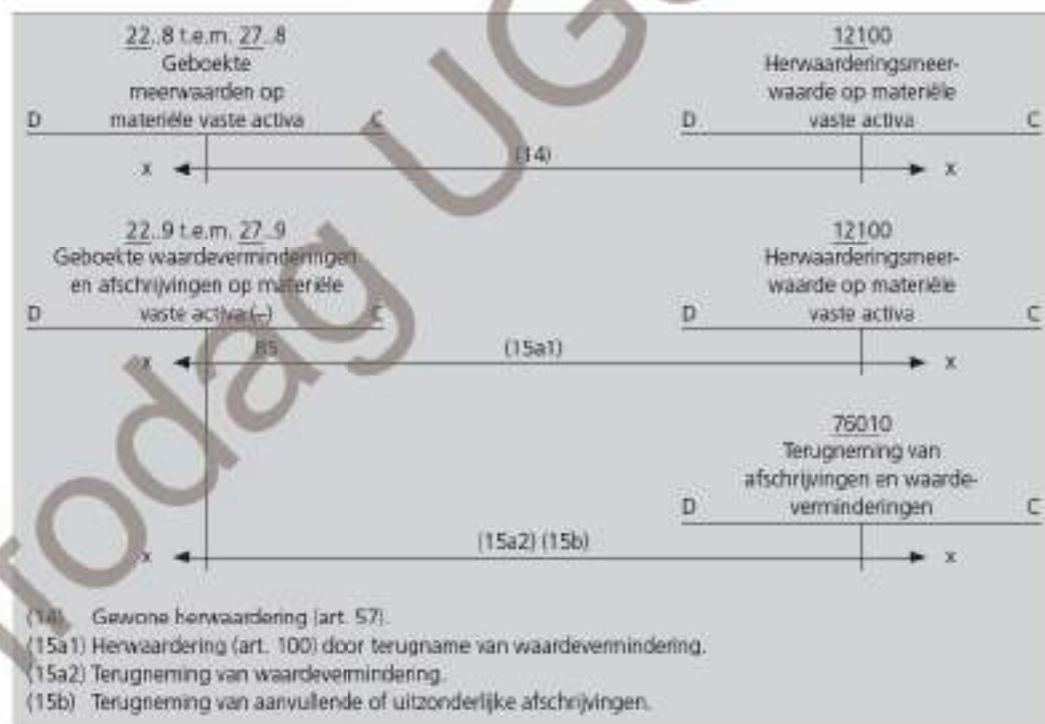 22..8 t.e.m. 27..8
Geboekte
meerwaarden op
materiële vaste activa
D C
12100
Herwaarderingsmeer-
waarde op materiële
vaste activa
D C
x (14) x
22..9 t.e.m. 27..9
Geboekte waardeverminderingen
en afschrijvingen op materiële
vaste activa (–)
D C
12100
Herwaarderingsmeer-
waarde op materiële
vaste activa
D C
x 85 (15a1) x
76010
Terugneming van
afschrijvingen en waarde-
verminderingen
D C
x (15a2) (15b) x
(14) Gewone herwaardering (art. 57).
(15a1) Herwaardering (art. 100) door terugname van waardevermindering.
(15a2) Terugneming van waardevermindering.
(15b) Terugneming van aanvullende of uitzonderlijke afschrijvingen.